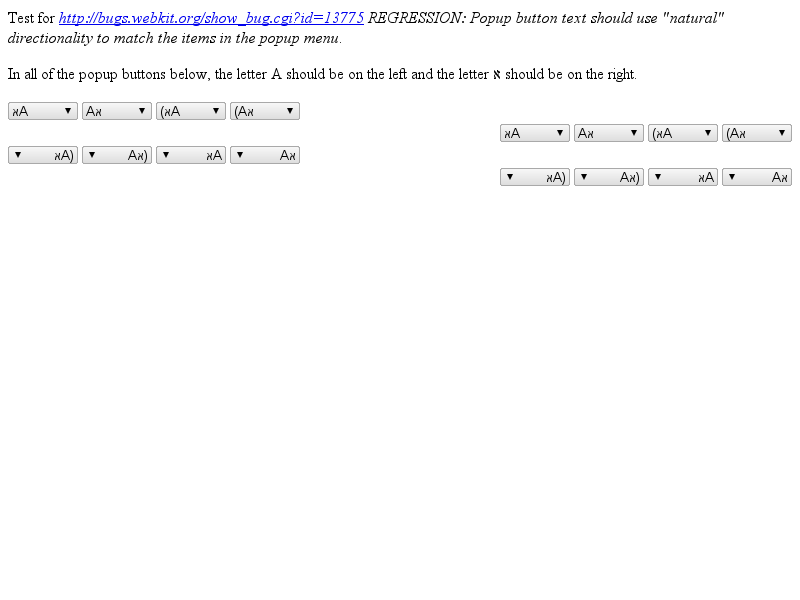 Test for http://bugs.webkit.org/show_bug.cgi?id=13775 REGRESSION: Popup button text should use "natural"
directionality to match the items in the popup menu.
In all of the popup buttons below, the letter A should be on the left and the letter א should be on the right.
אA Aא (אA (Aא
אA Aא (אA (Aא
אA) Aא) אA Aא
אA) Aא) אA Aא